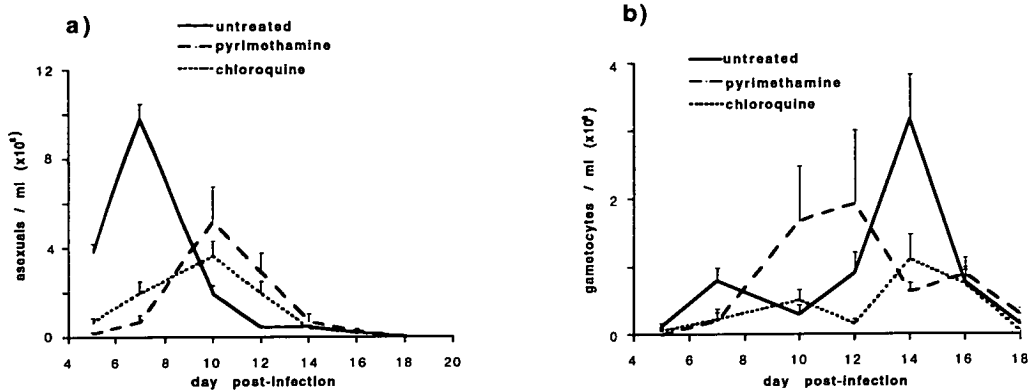 a)
untreated
pyrimethamine
chloroquine
12
8
4
0
asexuals / ml (x10⁸)
4 6 8 10 12 14 16 18 20
day post-infection
b)
untreated
pyrimethamine
chloroquine
4
2
0
gametocytes / ml (x10⁶)
4 6 8 10 12 14 16 18
day post-infection